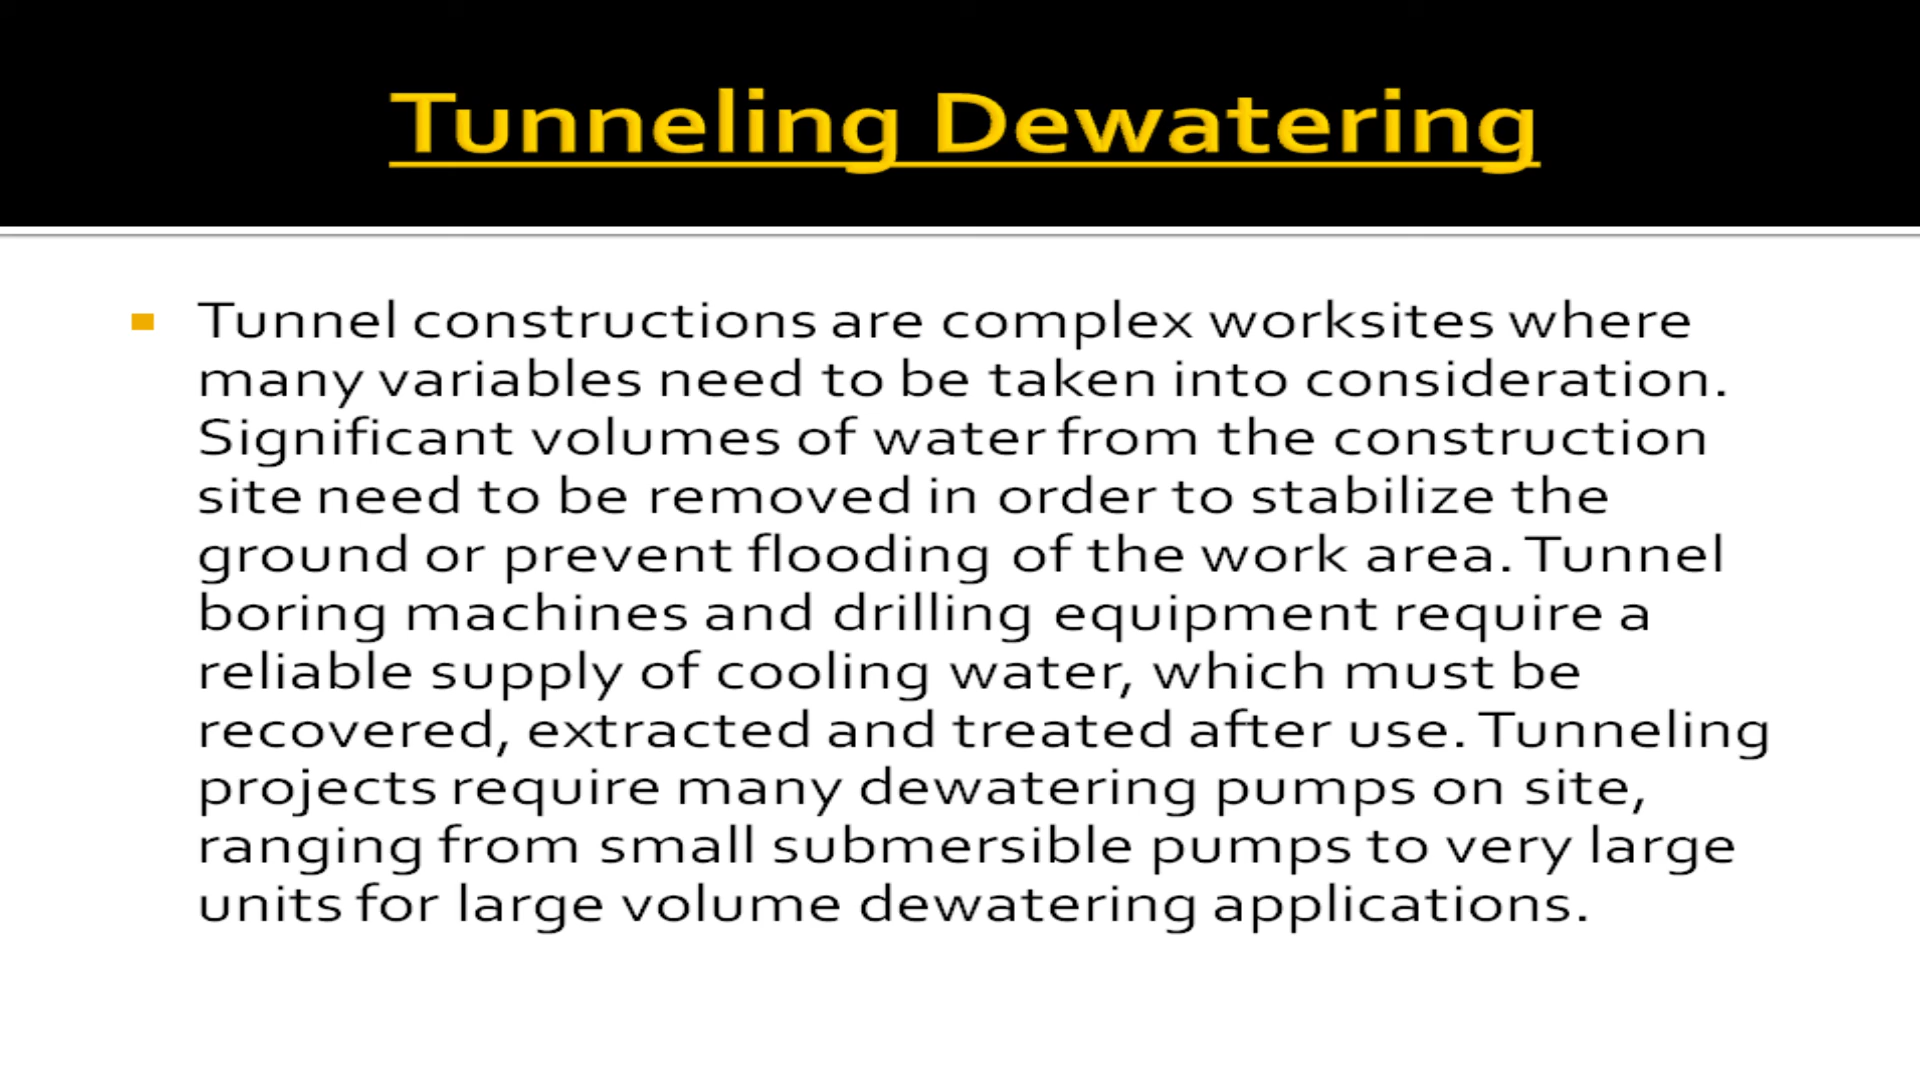 Tunneling Dewatering
Tunnel constructions are complex worksites where
many variables need to be taken into consideration.
Significant volumes of water from the construction
site need to be removed in order to stabilize the
ground or prevent flooding of the work area. Tunnel
boring machines and drilling equipment require a
reliable supply of cooling water, which must be
recovered, extracted and treated after use. Tunneling
projects require many dewatering pumps on site,
ranging from small submersible pumps to very large
units for large volume dewatering applications.